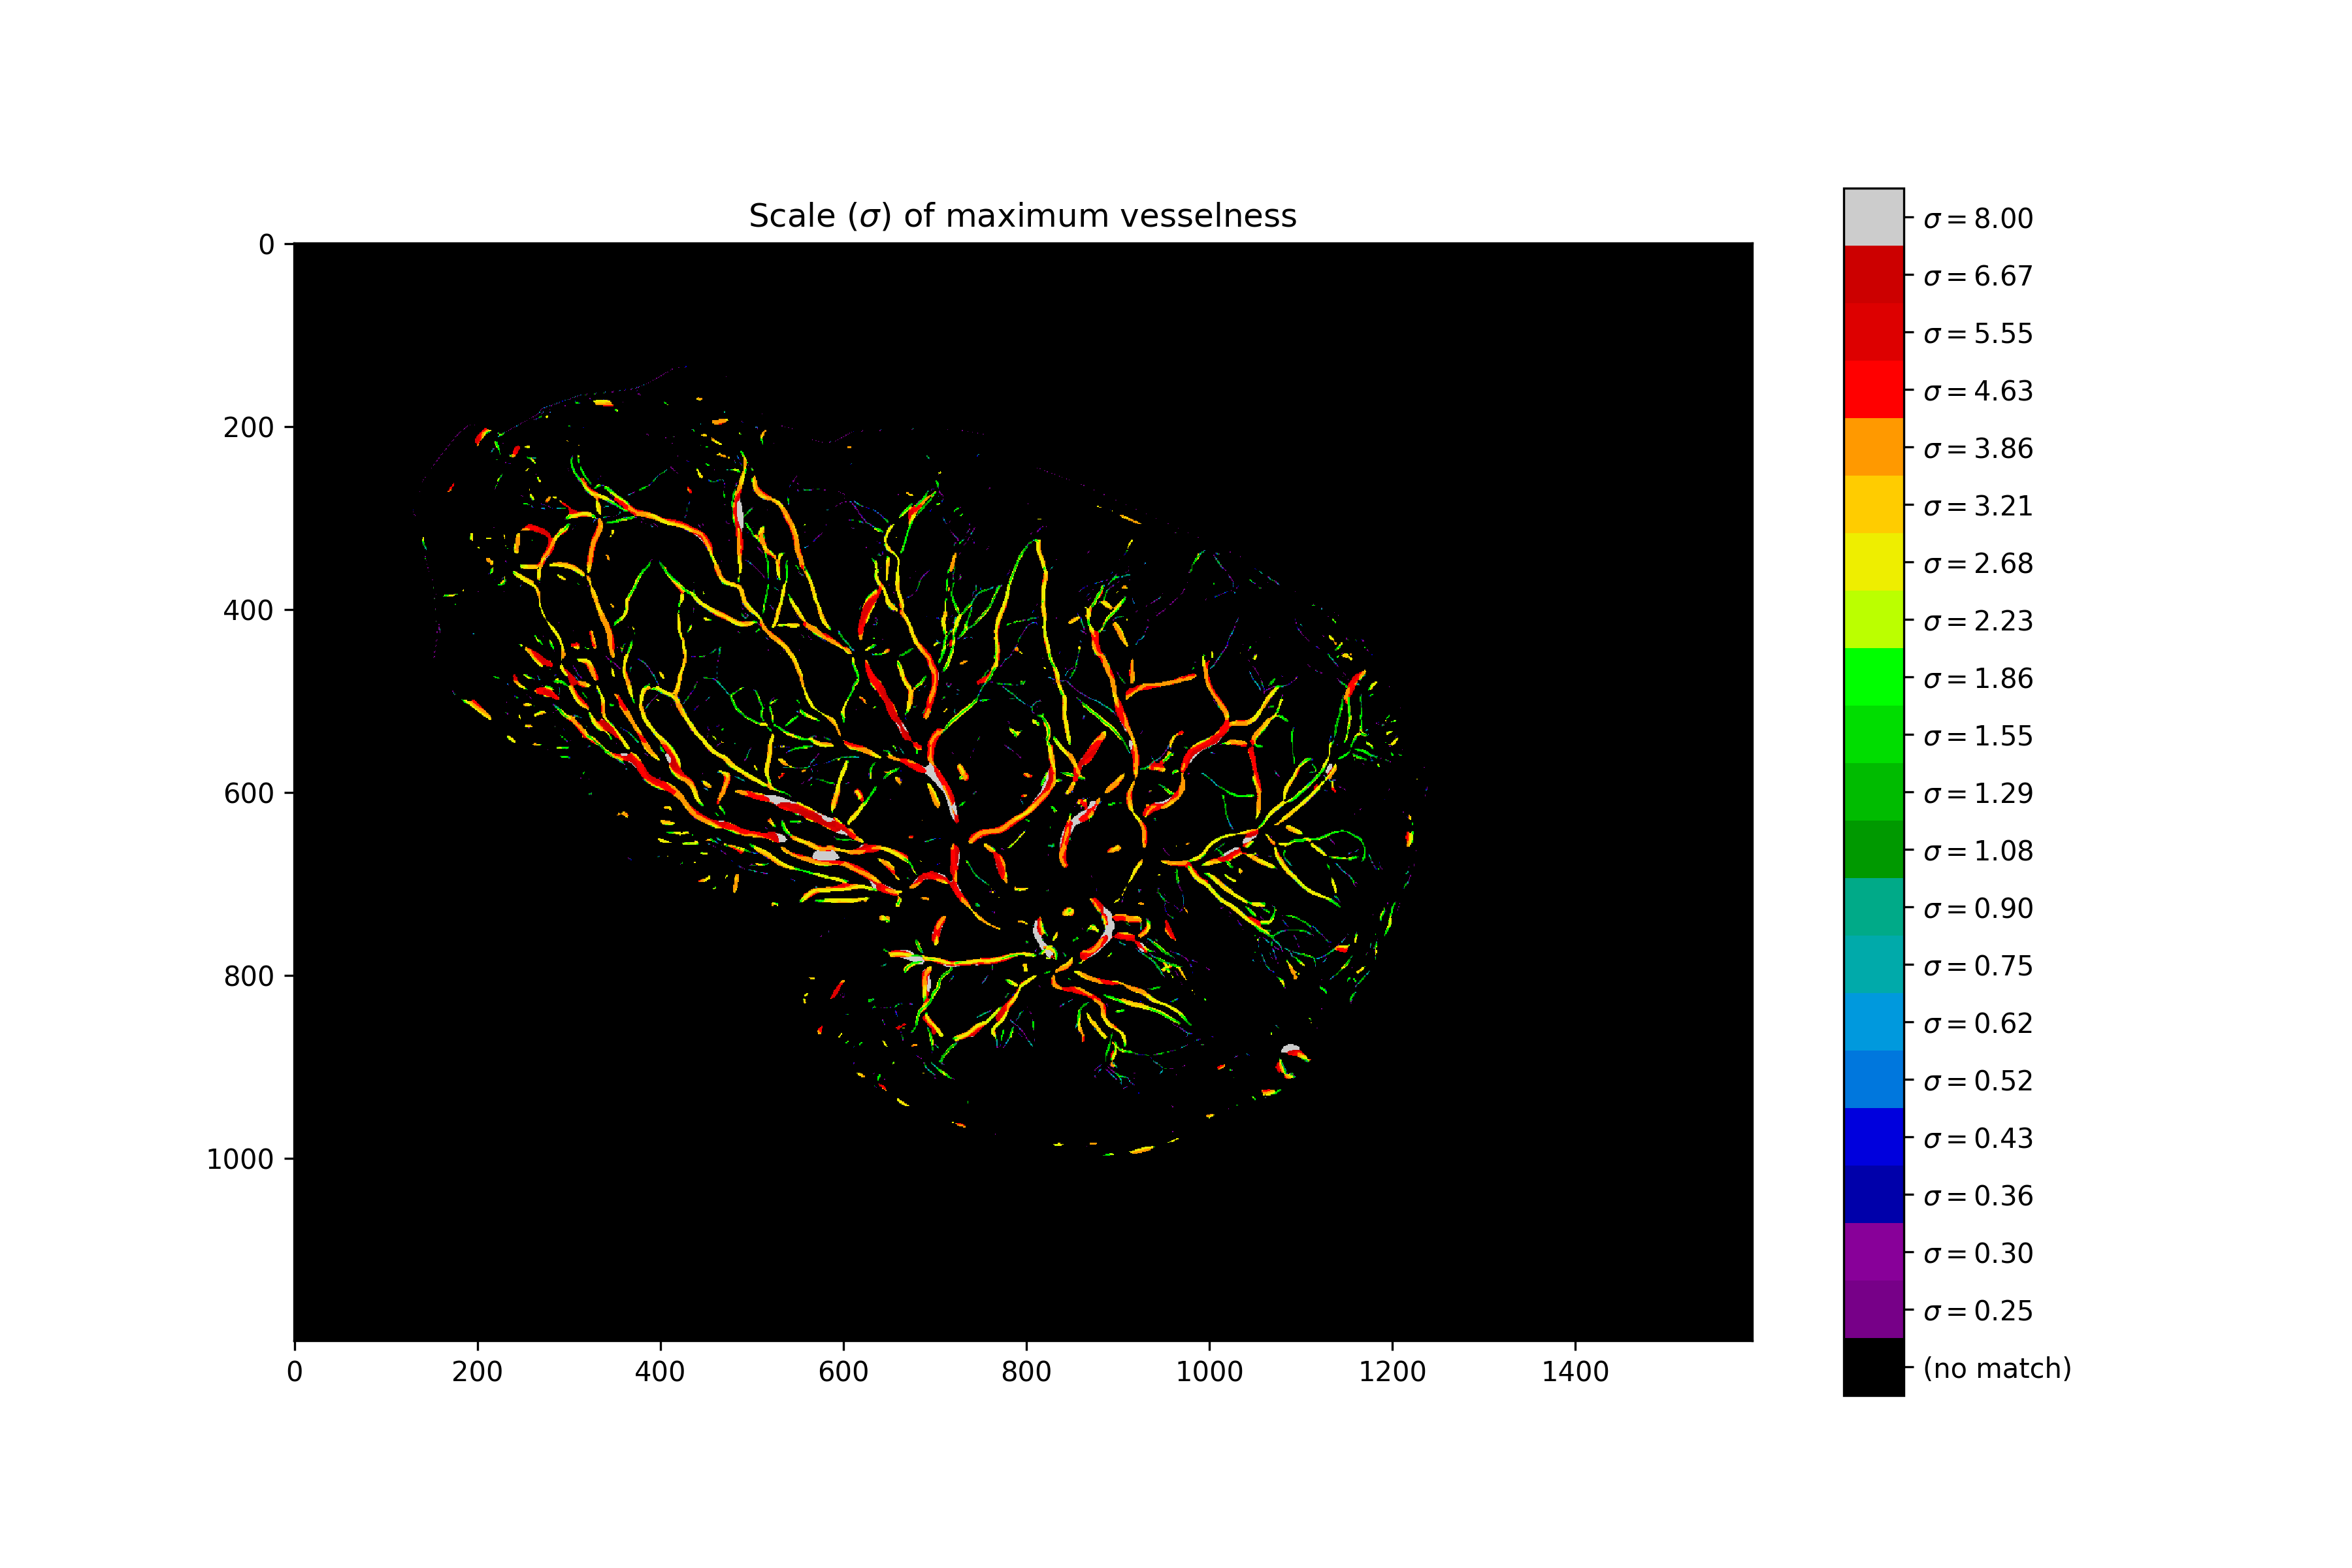 Scale (σ) of maximum vesselness
0
200
400
600
800
1000
0 200 400 600 800 1000 1200 1400
σ = 8.00
σ = 6.67
σ = 5.55
σ = 4.63
σ = 3.86
σ = 3.21
σ = 2.68
σ = 2.23
σ = 1.86
σ = 1.55
σ = 1.29
σ = 1.08
σ = 0.90
σ = 0.75
σ = 0.62
σ = 0.52
σ = 0.43
σ = 0.36
σ = 0.30
σ = 0.25
(no match)